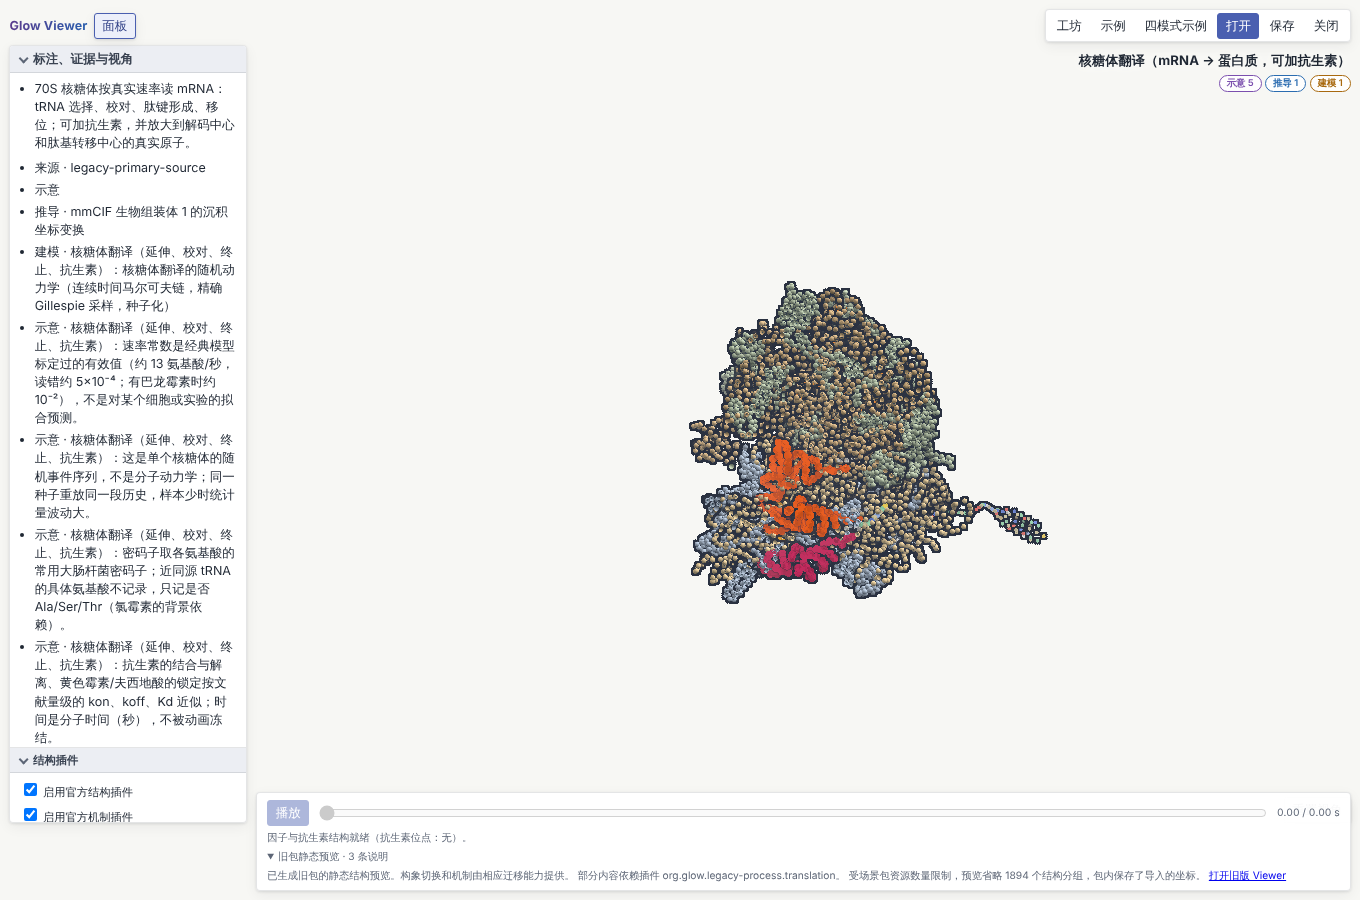 Glow Viewer 面板
工坊 示例 四模式示例 打开 保存 关闭
核糖体翻译（mRNA → 蛋白质，可加抗生素）
示意 5 推导 1 建模 1
标注、证据与视角
70S 核糖体按真实速率读 mRNA：
tRNA 选择、校对、肽键形成、移
位；可加抗生素，并放大到解码中心
和肽基转移中心的真实原子。
来源 · legacy-primary-source
示意
推导 · mmCIF 生物组装体 1 的沉积
坐标变换
建模 · 核糖体翻译（延伸、校对、终
止、抗生素）：核糖体翻译的随机动
力学（连续时间马尔可夫链，精确
Gillespie 采样，种子化）
示意 · 核糖体翻译（延伸、校对、终
止、抗生素）：速率常数是经典模型
标定过的有效值（约 13 氨基酸/秒，
读错约 5×10⁻⁴；有巴龙霉素时约
10⁻²），不是对某个细胞或实验的拟
合预测。
示意 · 核糖体翻译（延伸、校对、终
止、抗生素）：这是单个核糖体的随
机事件序列，不是分子动力学；同一
种子重放同一段历史，样本少时统计
量波动大。
示意 · 核糖体翻译（延伸、校对、终
止、抗生素）：密码子取各氨基酸的
常用大肠杆菌密码子；近同源 tRNA
的具体氨基酸不记录，只记是否
Ala/Ser/Thr（氯霉素的背景依
赖）。
示意 · 核糖体翻译（延伸、校对、终
止、抗生素）：抗生素的结合与解
离、黄色霉素/夫西地酸的锁定按文
献量级的 kon、koff、Kd 近似；时
间是分子时间（秒），不被动画冻
结。
结构插件
启用官方结构插件
启用官方机制插件
播放 0.00 / 0.00 s
因子与抗生素结构就绪（抗生素位点：无）。
▼ 旧包静态预览 · 3 条说明
已生成旧包的静态结构预览。构象切换和机制由相应迁移能力提供。 部分内容依赖插件 org.glow.legacy-process.translation。 受场景包资源数量限制，预览省略 1894 个结构分组，包内保存了导入的坐标。 打开旧版 Viewer